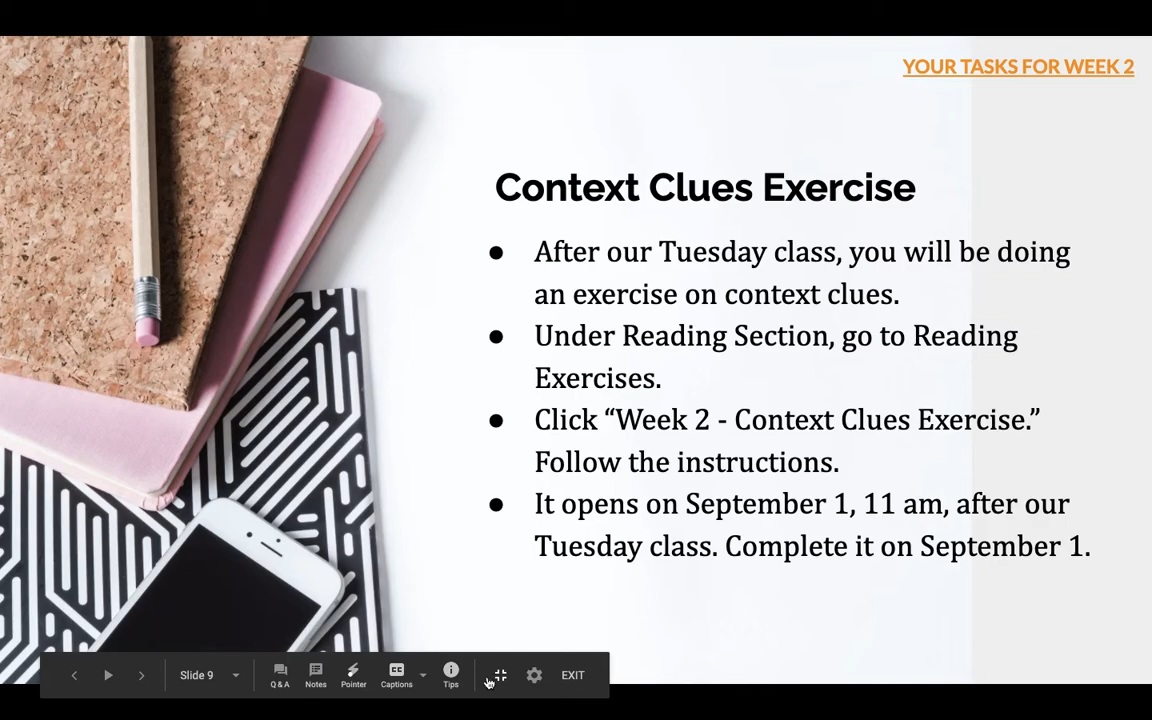 YOUR TASKS FOR WEEK 2
Context Clues Exercise
● After our Tuesday class, you will be doing
an exercise on context clues.
● Under Reading Section, go to Reading
Exercises.
● Click “Week 2 - Context Clues Exercise.”
Follow the instructions.
● It opens on September 1, 11 am, after our
Tuesday class. Complete it on September 1.
Slide 9
Q & A
Notes
Pointer
CC
Captions
Tips
EXIT